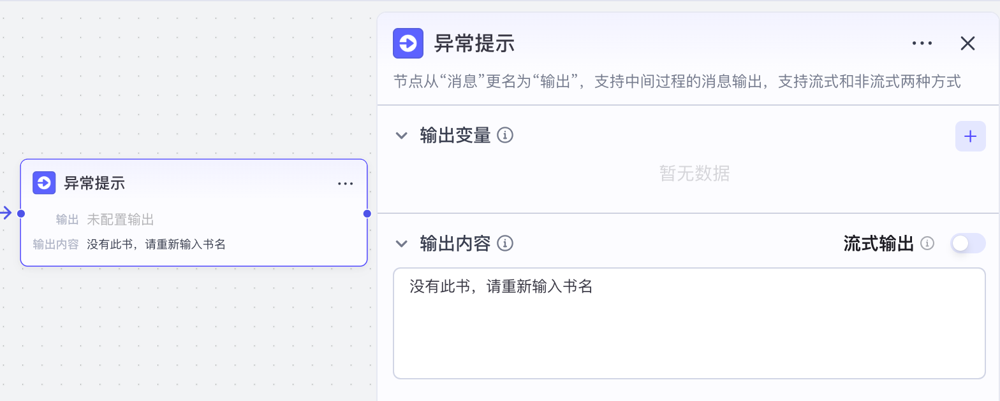 异常提示
输出 未配置输出
输出内容 没有此书，请重新输入书名
异常提示
节点从“消息”更名为“输出”，支持中间过程的消息输出，支持流式和非流式两种方式
输出变量
暂无数据
输出内容
流式输出
没有此书，请重新输入书名